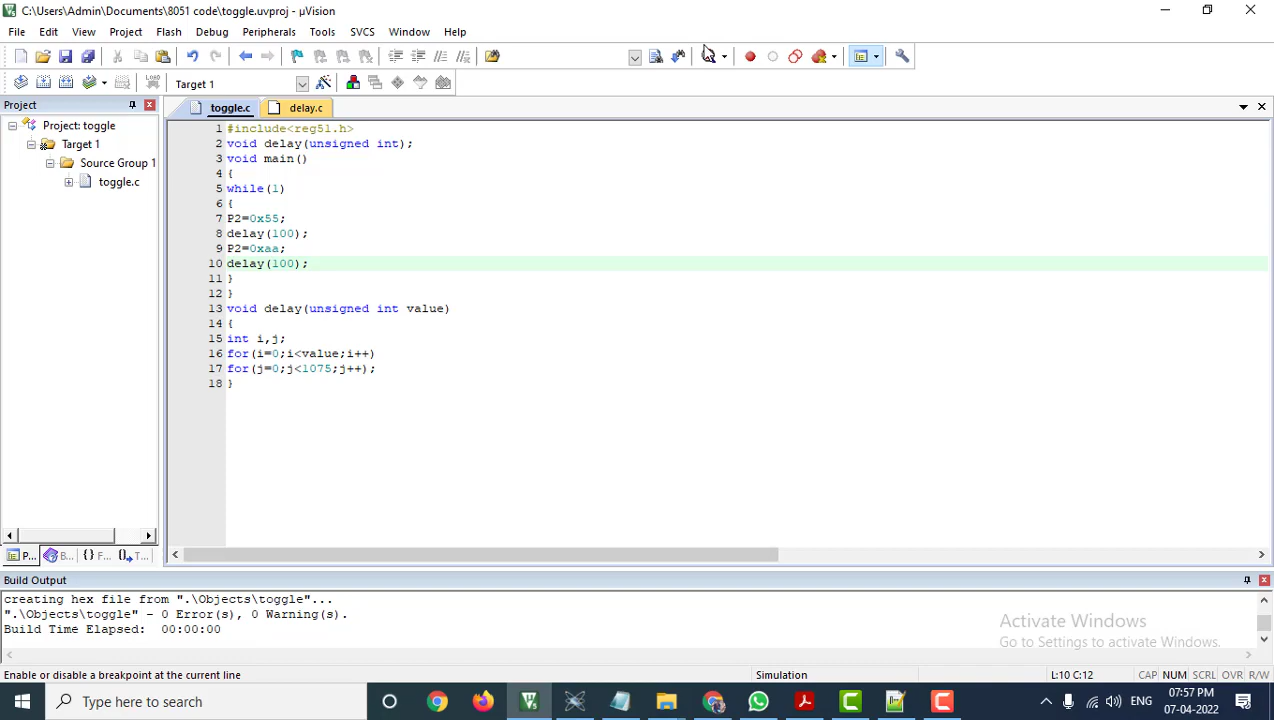 C:\Users\Admin\Documents\8051 code\toggle.uvproj - µVision
File Edit View Project Flash Debug Peripherals Tools SVCS Window Help
LOAD Target 1
Project
toggle.c delay.c
Project: toggle
Target 1
Source Group 1
toggle.c
1 #include<reg51.h>
2 void delay(unsigned int);
3 void main()
4 {
5 while(1)
6 {
7 P2=0x55;
8 delay(100);
9 P2=0xaa;
10 delay(100);
11 }
12 }
13 void delay(unsigned int value)
14 {
15 int i,j;
16 for(i=0;i<value;i++)
17 for(j=0;j<1075;j++);
18 }
P... B... {} F... T...
Build Output
creating hex file from ".\Objects\toggle"...
".\Objects\toggle" - 0 Error(s), 0 Warning(s).
Build Time Elapsed: 00:00:00
Activate Windows
Go to Settings to activate Windows.
Enable or disable a breakpoint at the current line Simulation L:10 C:12 CAP NUM SCRL OVR R/W
Type here to search ENG 07:57 PM
07-04-2022